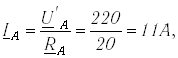 I_A = U'_A / R_A = 220 / 20 = 11A,